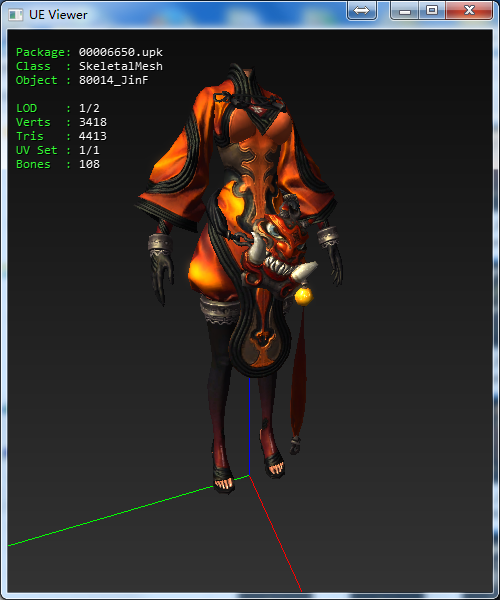 UE Viewer
Package: 00006650.upk
Class  : SkeletalMesh
Object : 80014_JinF
LOD    : 1/2
Verts  : 3418
Tris   : 4413
UV Set : 1/1
Bones  : 108